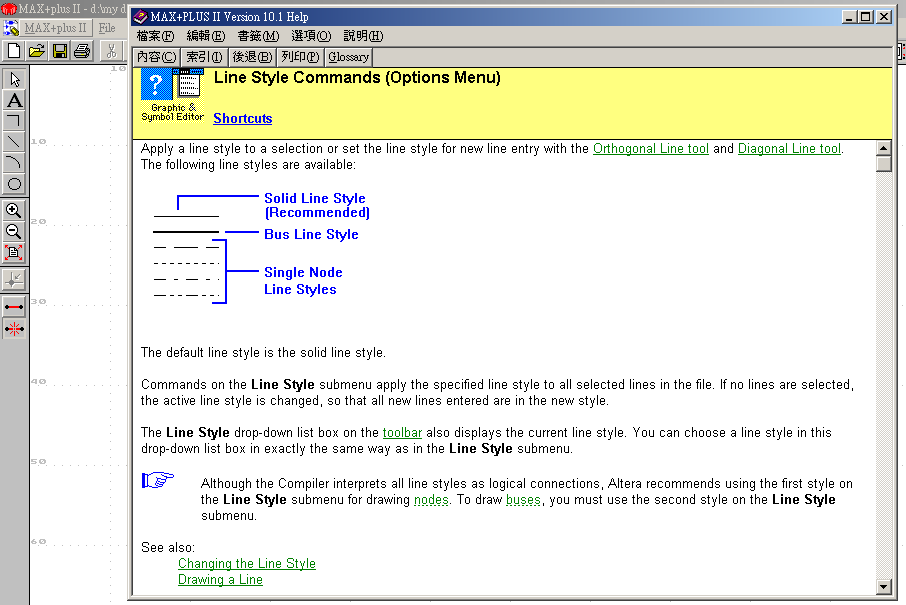 MAX+plus II - d:\my d
MAX+plus II File
MAX+PLUS II Version 10.1 Help
檔案(F) 編輯(E) 書籤(M) 選項(O) 說明(H)
內容(C) 索引(I) 後退(B) 列印(P) Glossary
Line Style Commands (Options Menu)
Graphic &
Symbol Editor
Shortcuts
Apply a line style to a selection or set the line style for new line entry with the Orthogonal Line tool and Diagonal Line tool.
The following line styles are available:
Solid Line Style
(Recommended)
Bus Line Style
Single Node
Line Styles
The default line style is the solid line style.
Commands on the Line Style submenu apply the specified line style to all selected lines in the file. If no lines are selected,
the active line style is changed, so that all new lines entered are in the new style.
The Line Style drop-down list box on the toolbar also displays the current line style. You can choose a line style in this
drop-down list box in exactly the same way as in the Line Style submenu.
Although the Compiler interprets all line styles as logical connections, Altera recommends using the first style on
the Line Style submenu for drawing nodes. To draw buses, you must use the second style on the Line Style
submenu.
See also:
Changing the Line Style
Drawing a Line
A
10
10
20
30
40
50
60